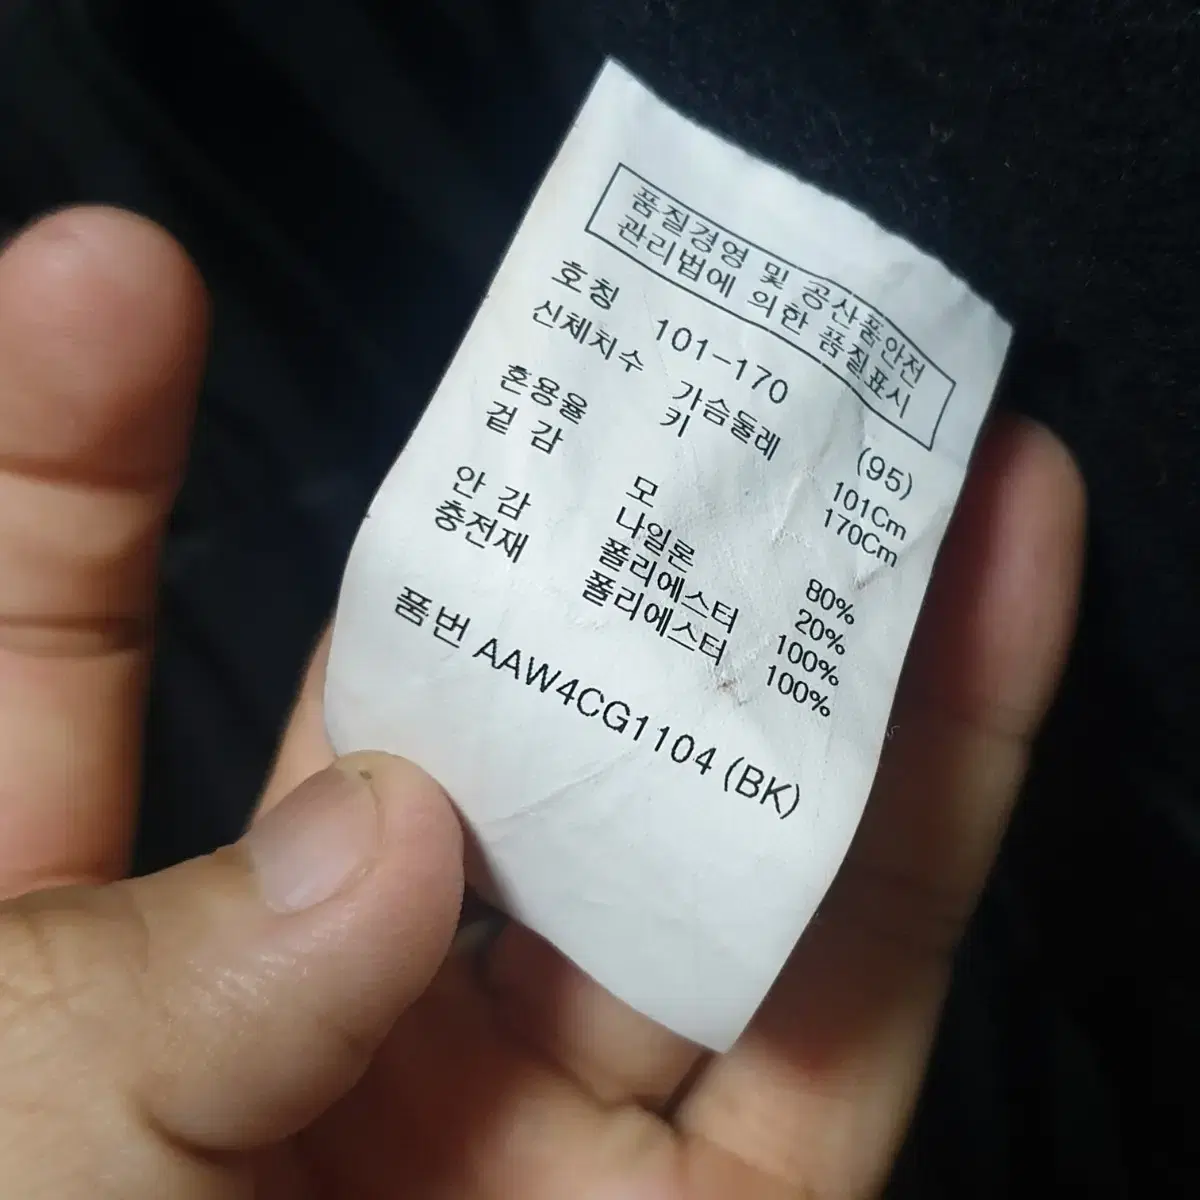 품질경영 및 공산품안전
관리법에 의한 품질표시
호칭 101-170 (95)
신체치수 가슴둘레 101Cm
키 170Cm
혼용율
겉 감 모 80%
나일론 20%
안 감 폴리에스터 100%
충전재 폴리에스터 100%
품번 AAW4CG1104 (BK)